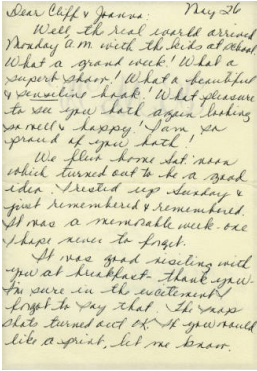 May 26
Dear Cliff & Joanna:
Well, the real world arrived
Monday a.m. with the kids at school.
What a grand week! What a
superb show! What a beautiful
& sensitive book! What pleasure
to see you both again looking
so well & happy! I am so
proud of you both!
We flew home Sat. noon
which turned out to be a good
idea. I rested up Sunday &
just remembered & remembered.
It was a memorable week - one
I hope never to forget.
It was good visiting with
you at breakfast - thank you -
I'm sure in the excitement I
forgot to say that. The snap
shots turned out OK. If you would
like a print, let me know.